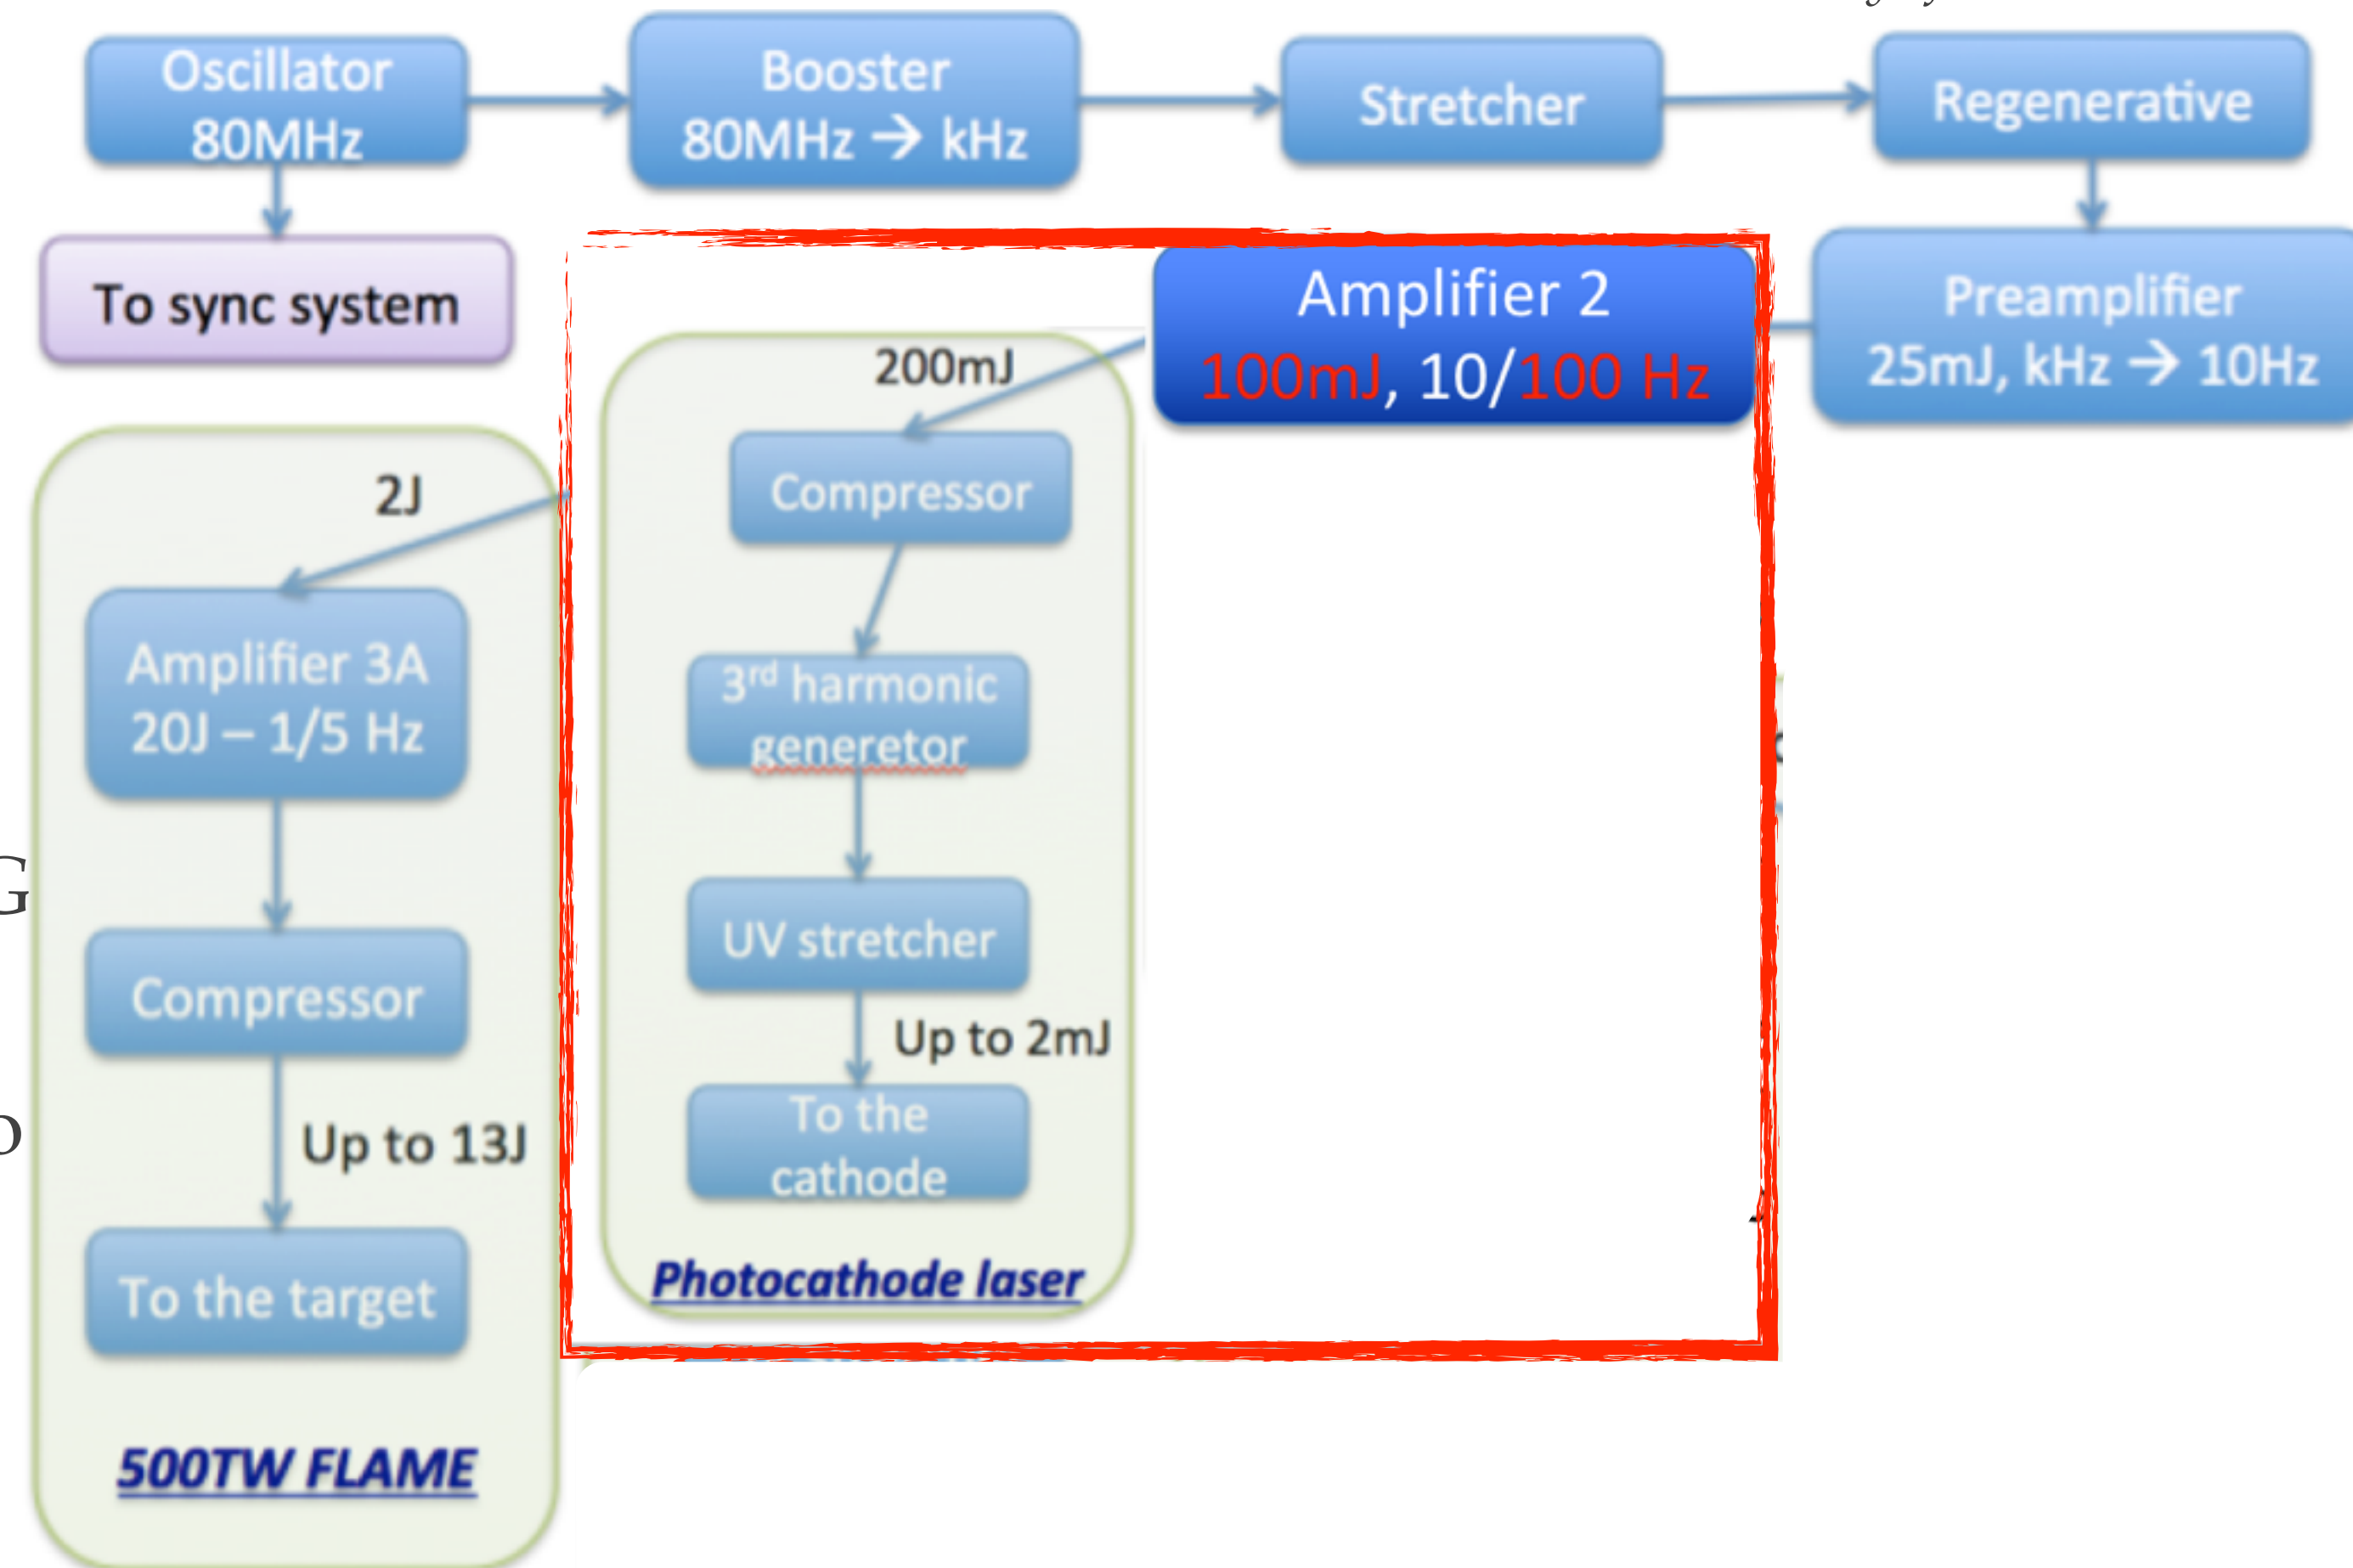 Oscillator
80MHz
Booster
80MHz → kHz
Stretcher
Regenerative
To sync system
Amplifier 2
100mJ, 10/100 Hz
Preamplifier
25mJ, kHz → 10Hz
200mJ
Compressor
3rd harmonic
generetor
UV stretcher
Up to 2mJ
To the
cathode
Photocathode laser
2J
Amplifier 3A
20J – 1/5 Hz
Compressor
Up to 13J
To the target
500TW FLAME
G
o